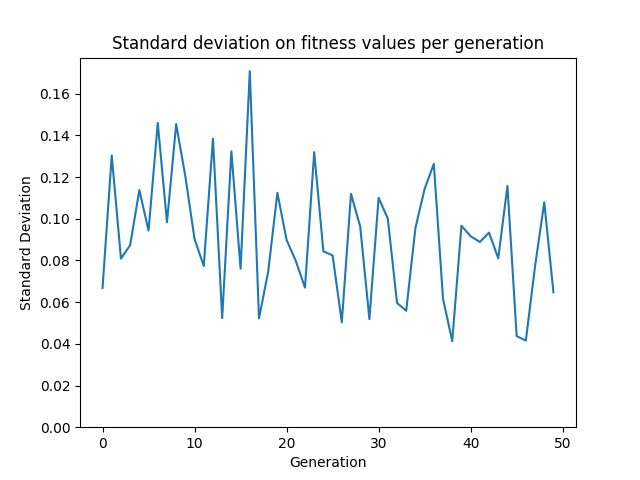 Standard deviation on fitness values per generation
0.16
0.14
0.12
0.10
0.08
0.06
0.04
0.02
0.00
Standard Deviation
0 10 20 30 40 50
Generation